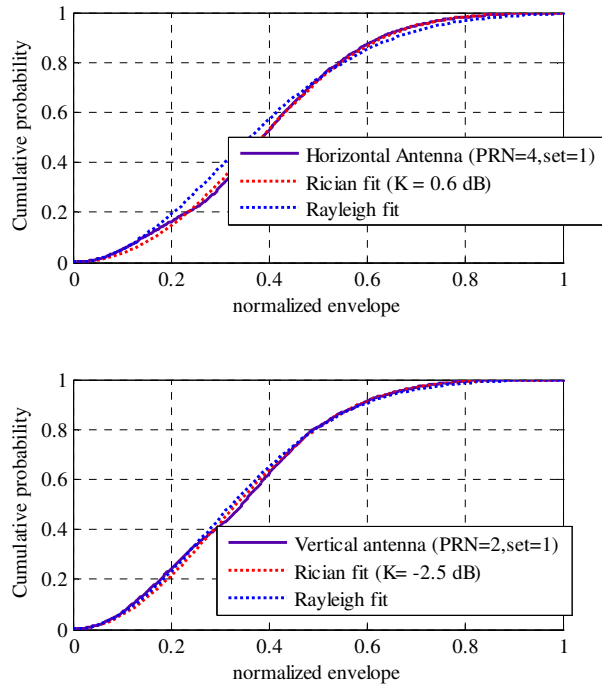 1
0.8
0.6
0.4
0.2
0
Cumulative probability
Horizontal Antenna (PRN=4,set=1)
Rician fit (K = 0.6 dB)
Rayleigh fit
0 0.2 0.4 0.6 0.8 1
normalized envelope
1
0.8
0.6
0.4
0.2
0
Cumulative probability
Vertical antenna (PRN=2,set=1)
Rician fit (K= -2.5 dB)
Rayleigh fit
0 0.2 0.4 0.6 0.8 1
normalized envelope